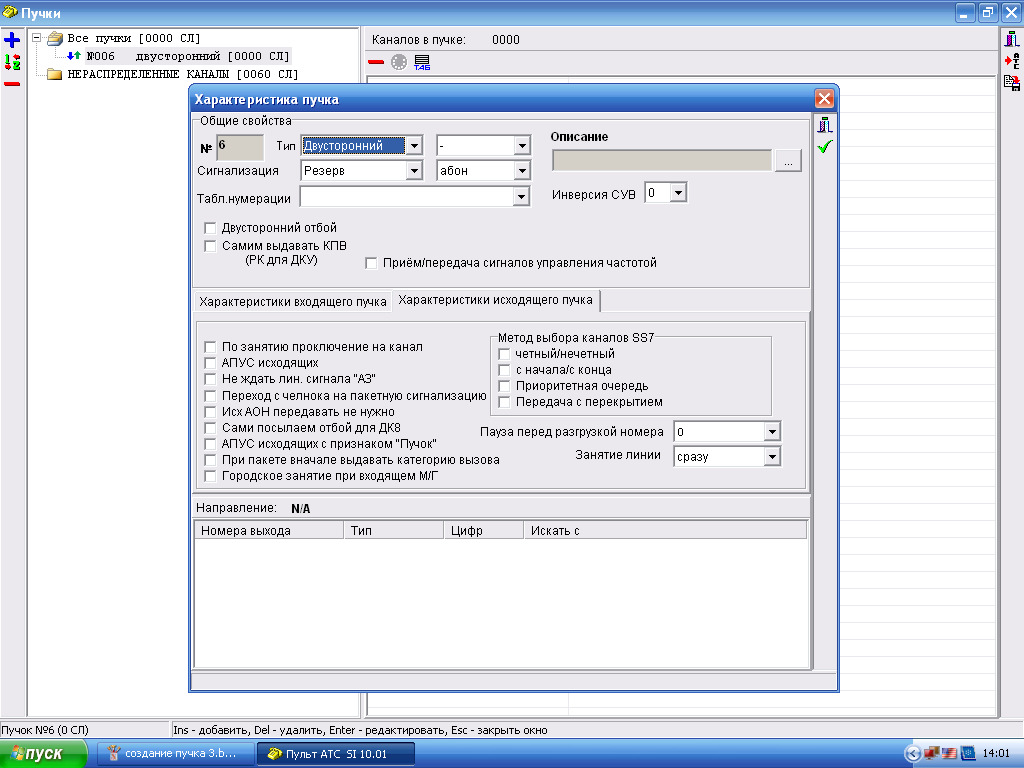 Пучки
Все пучки [0000 СЛ]
№006 двусторонний [0000 СЛ]
НЕРАСПРЕДЕЛЕННЫЕ КАНАЛЫ [0060 СЛ]
Каналов в пучке: 0000
ТАБ
АТС
Характеристика пучка
Общие свойства
№ 6 Тип Двусторонний -
Описание
...
Сигнализация Резерв абон
Табл.нумерации
Инверсия СУВ 0
Двусторонний отбой
Самим выдавать КПВ
(РК для ДКУ)
Приём/передача сигналов управления частотой
Характеристики входящего пучка Характеристики исходящего пучка
По занятию проключение на канал
АПУС исходящих
Не ждать лин. сигнала "АЗ"
Переход с челнока на пакетную сигнализацию
Исх АОН передавать не нужно
Сами посылаем отбой для ДК8
АПУС исходящих с признаком "Пучок"
При пакете вначале выдавать категорию вызова
Городское занятие при входящем М/Г
Метод выбора каналов SS7
четный/нечетный
с начала/с конца
Приоритетная очередь
Передача с перекрытием
Пауза перед разгрузкой номера 0
Занятие линии сразу
Направление: N/A
Номера выхода Тип Цифр Искать с
Пучок №6 (0 СЛ) Ins - добавить, Del - удалить, Enter - редактировать, Esc - закрыть окно
пуск создание пучка 3.b... Пульт АТС SI 10.01 14:01